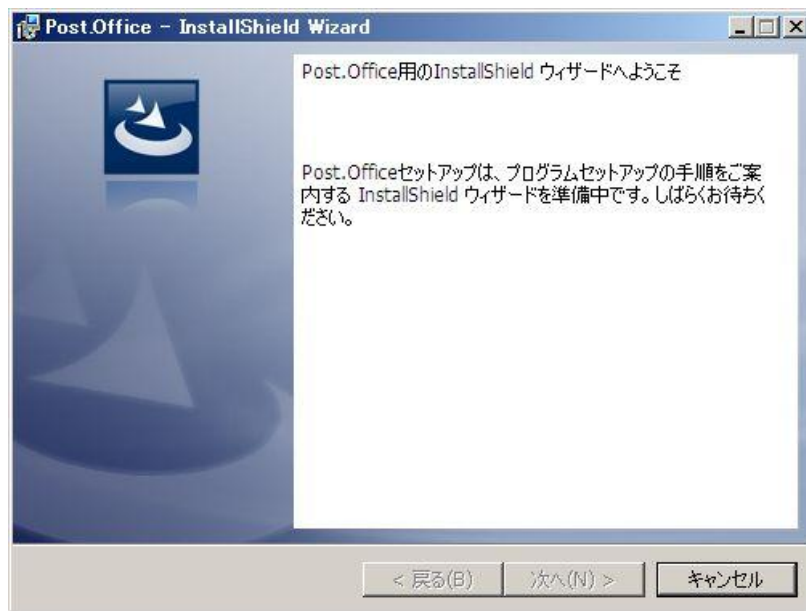 Post.Office - InstallShield Wizard
Post.Office用のInstallShield ウィザードへようこそ
Post.Officeセットアップは、プログラムセットアップの手順をご案
内する InstallShield ウィザードを準備中です。しばらくお待ちく
ださい。
< 戻る(B)
次へ(N) >
キャンセル